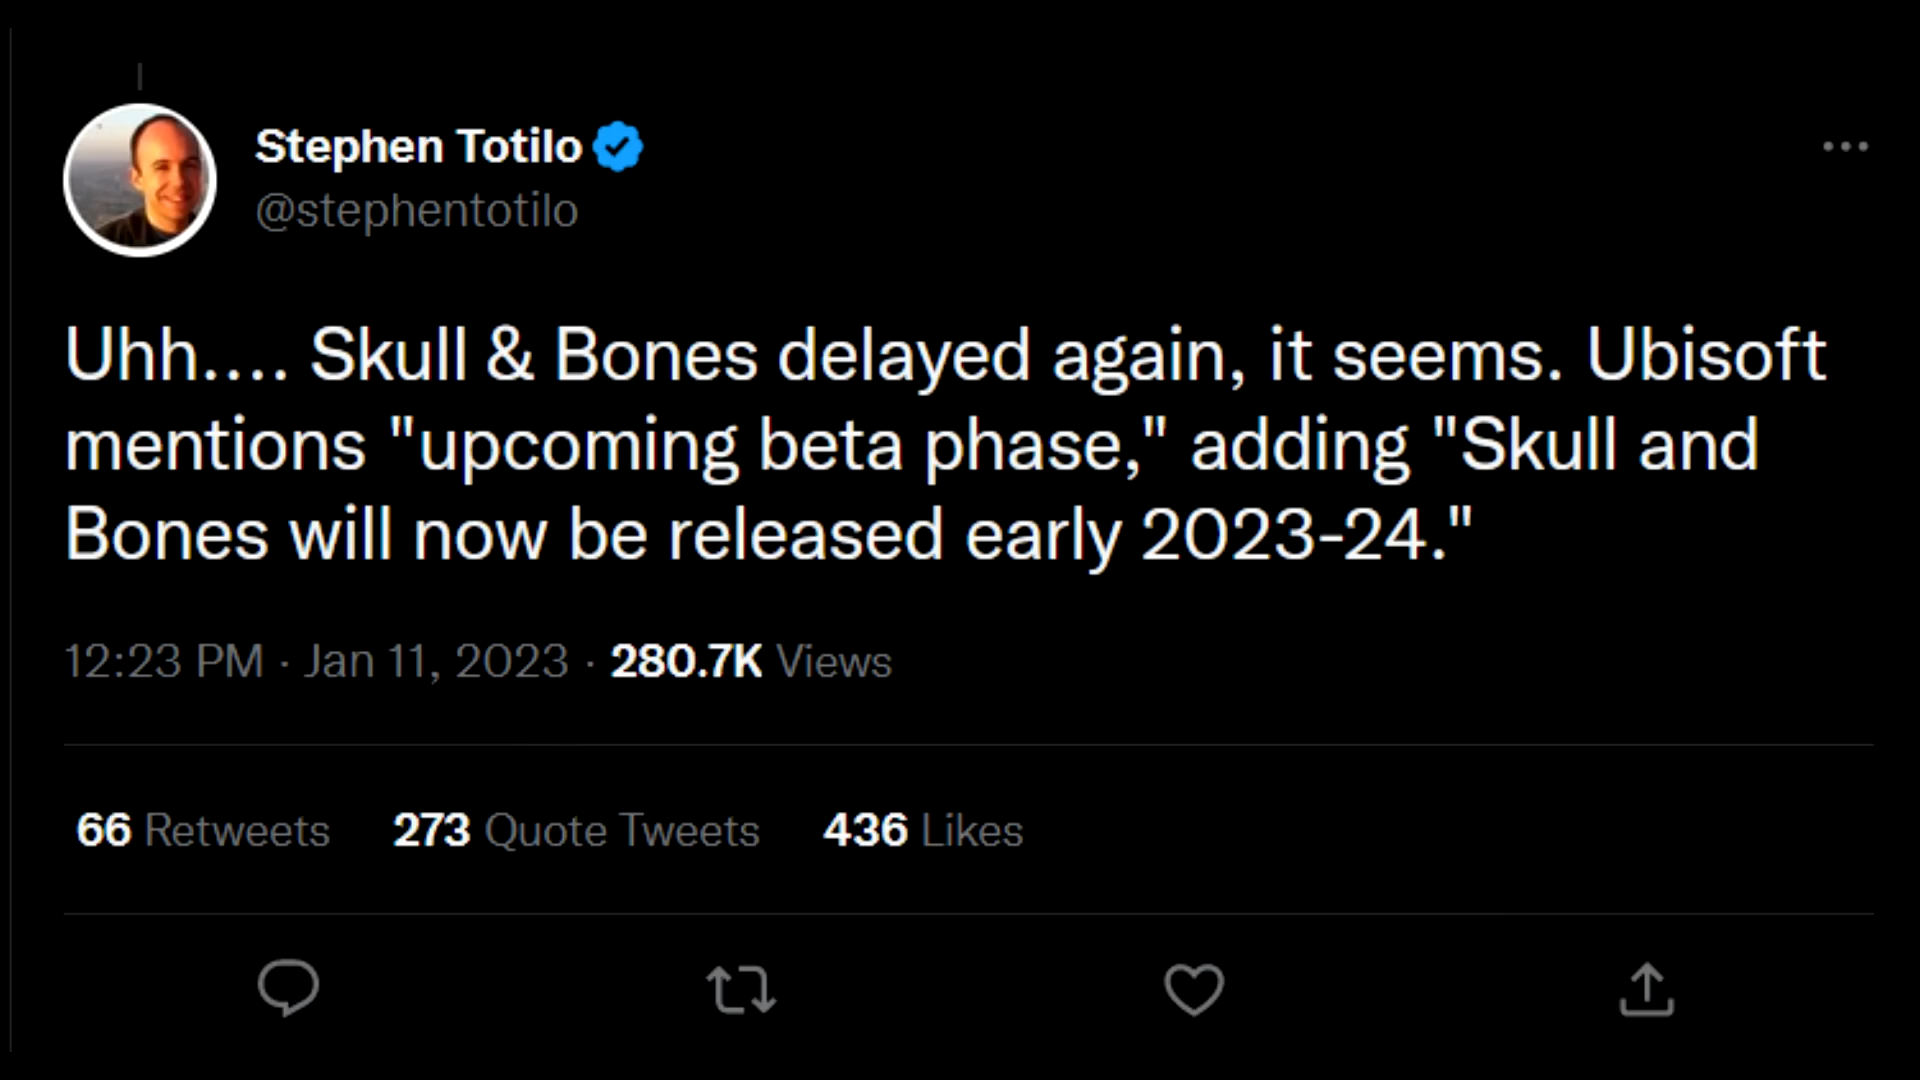 Stephen Totilo
@stephentotilo
Uhh.... Skull & Bones delayed again, it seems. Ubisoft
mentions "upcoming beta phase," adding "Skull and
Bones will now be released early 2023-24."
12:23 PM · Jan 11, 2023 · 280.7K Views
66 Retweets 273 Quote Tweets 436 Likes